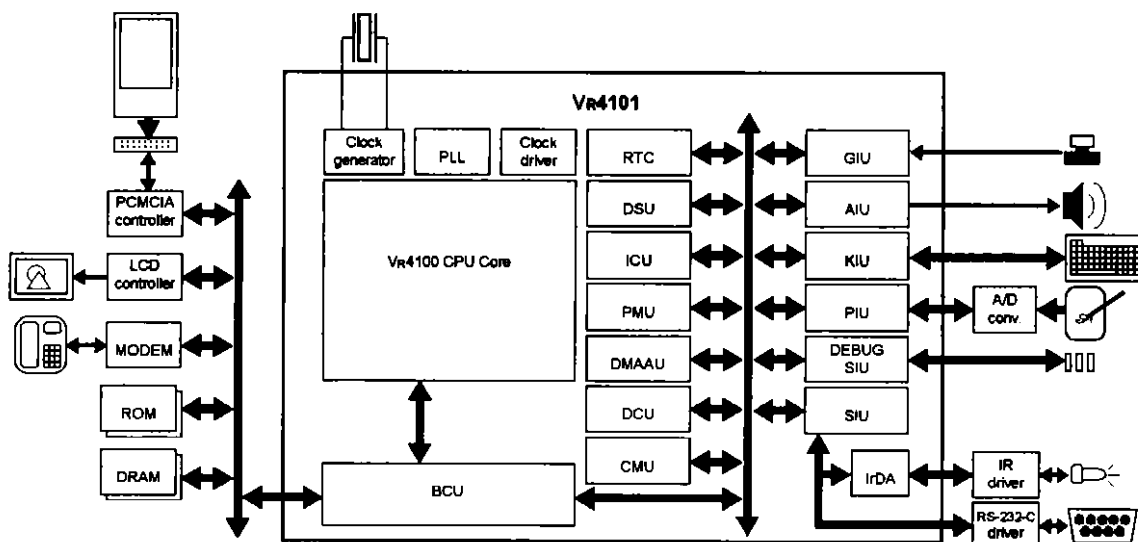 VR4101
Clock
generator
PLL
Clock
driver
RTC
GIU
PCMCIA
controller
DSU
AIU
LCD
controller
VR4100 CPU Core
ICU
KIU
PMU
PIU
A/D
conv.
MODEM
DMAAU
DEBUG
SIU
ROM
DCU
SIU
DRAM
BCU
CMU
IrDA
IR
driver
RS-232-C
driver